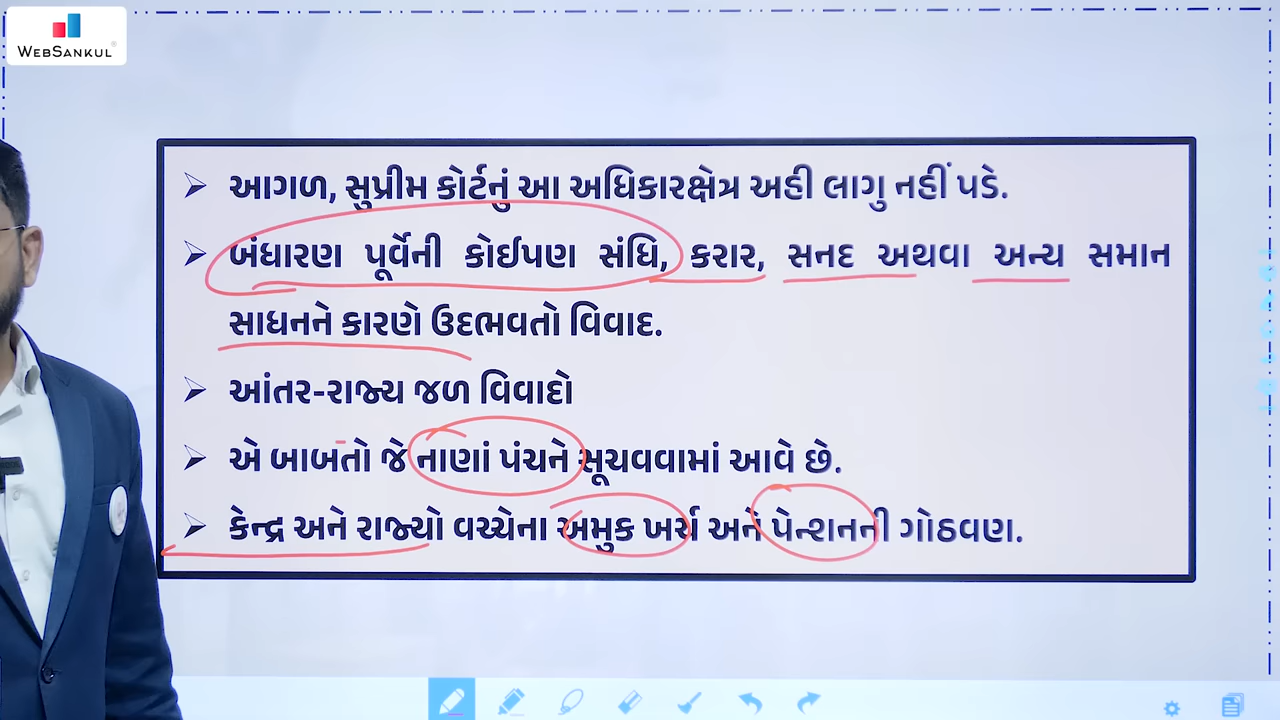 WEBSANKUL
આગળ, સુપ્રીમ કોર્ટનું આ અધિકારક્ષેત્ર અહી લાગુ નહીં પડે.
બંધારણ પૂર્વેની કોઈપણ સંધિ, કરાર, સનદ અથવા અન્ય સમાન
સાધનને કારણે ઉદભવતો વિવાદ.
આંતર-રાજ્ય જળ વિવાદો
એ બાબતો જે નાણાં પંચને સૂચવવામાં આવે છે.
કેન્દ્ર અને રાજ્યો વચ્ચેના અમુક ખર્ચ અને પેન્શનની ગોઠવણ.